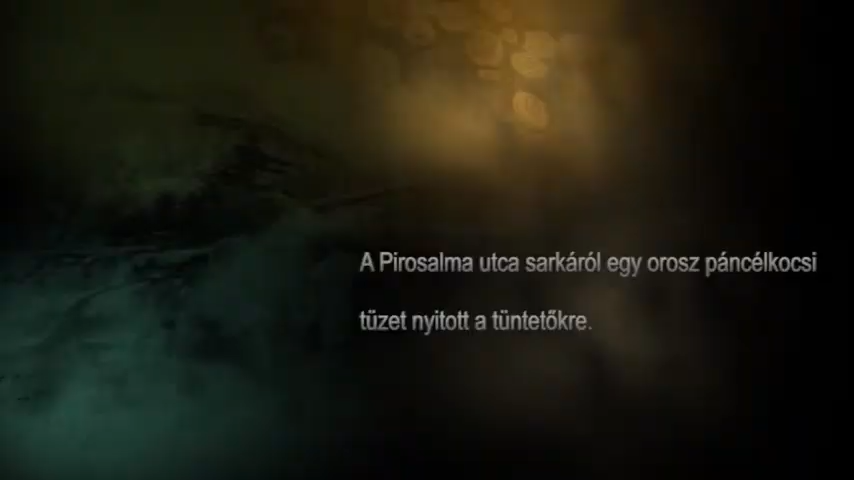 A Pirosalma utca sarkáról egy orosz páncélkocsi
tüzet nyitott a tüntetőkre.